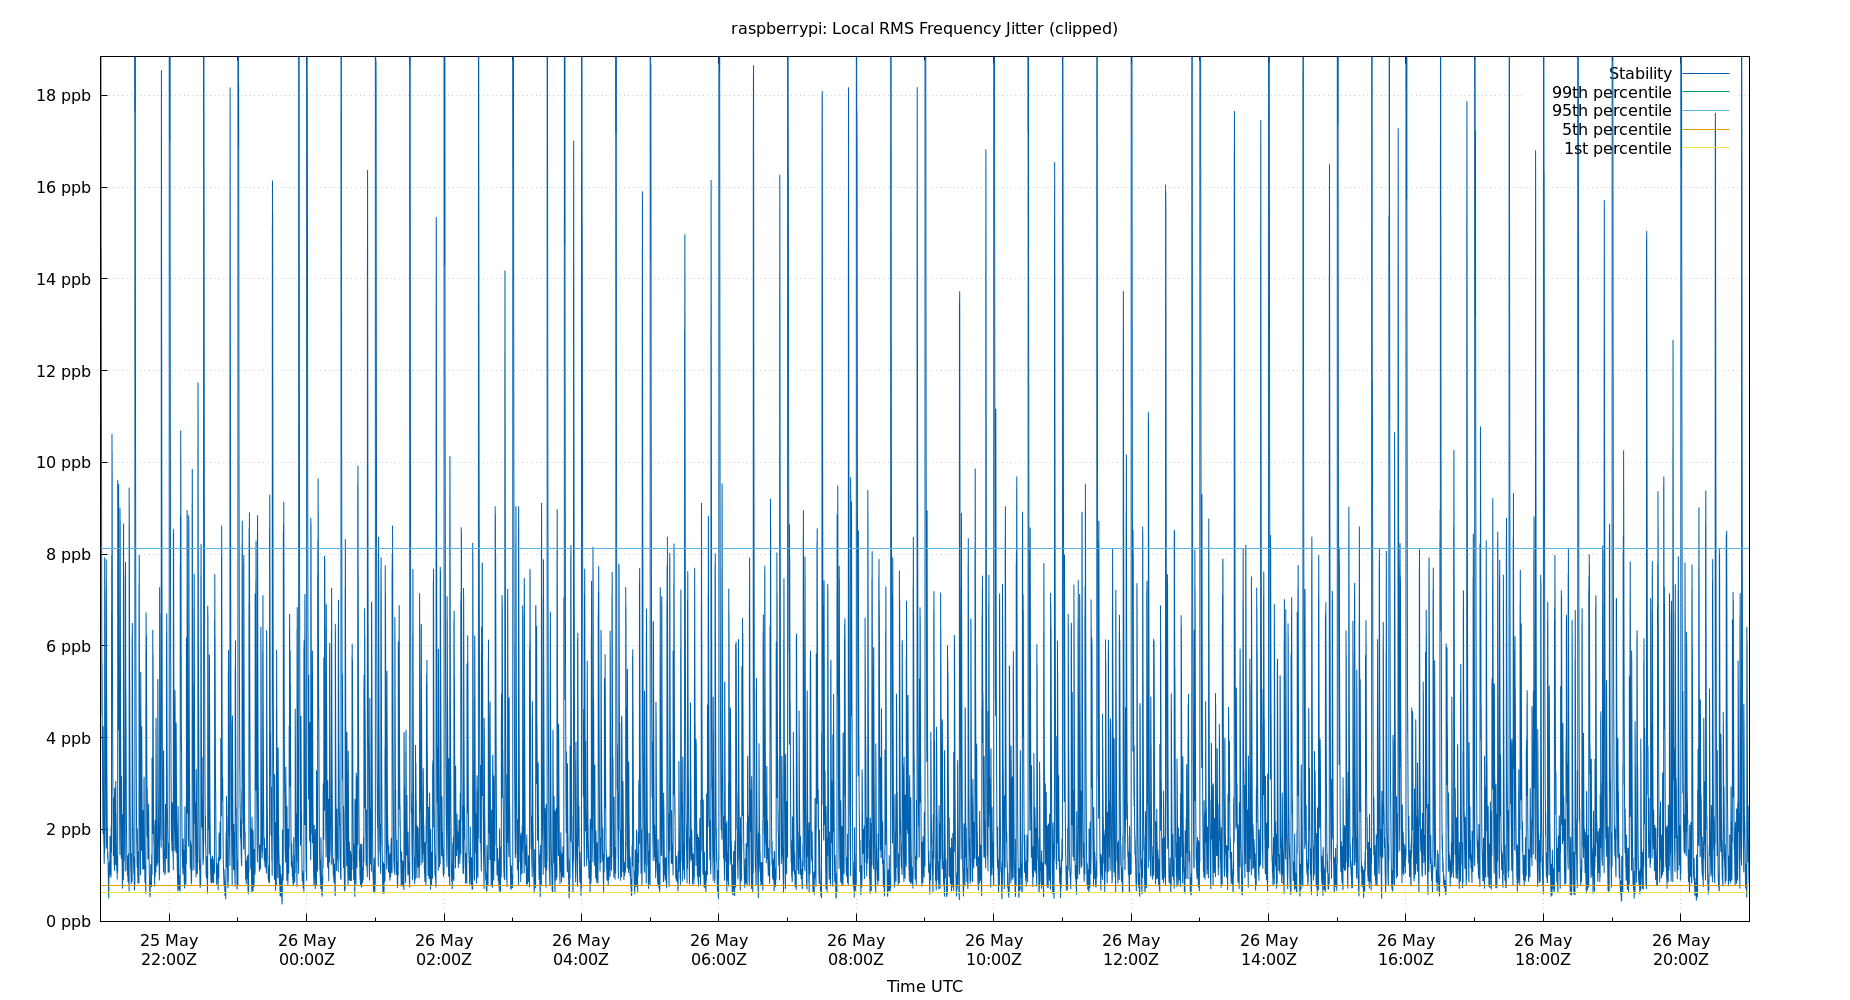 raspberrypi: Local RMS Frequency Jitter (clipped)
Stability
99th percentile
95th percentile
5th percentile
1st percentile
18 ppb
16 ppb
14 ppb
12 ppb
10 ppb
8 ppb
6 ppb
4 ppb
2 ppb
0 ppb
25 May 26 May 26 May 26 May 26 May 26 May 26 May 26 May 26 May 26 May 26 May 26 May
22:00Z 00:00Z 02:00Z 04:00Z 06:00Z 08:00Z 10:00Z 12:00Z 14:00Z 16:00Z 18:00Z 20:00Z
Time UTC